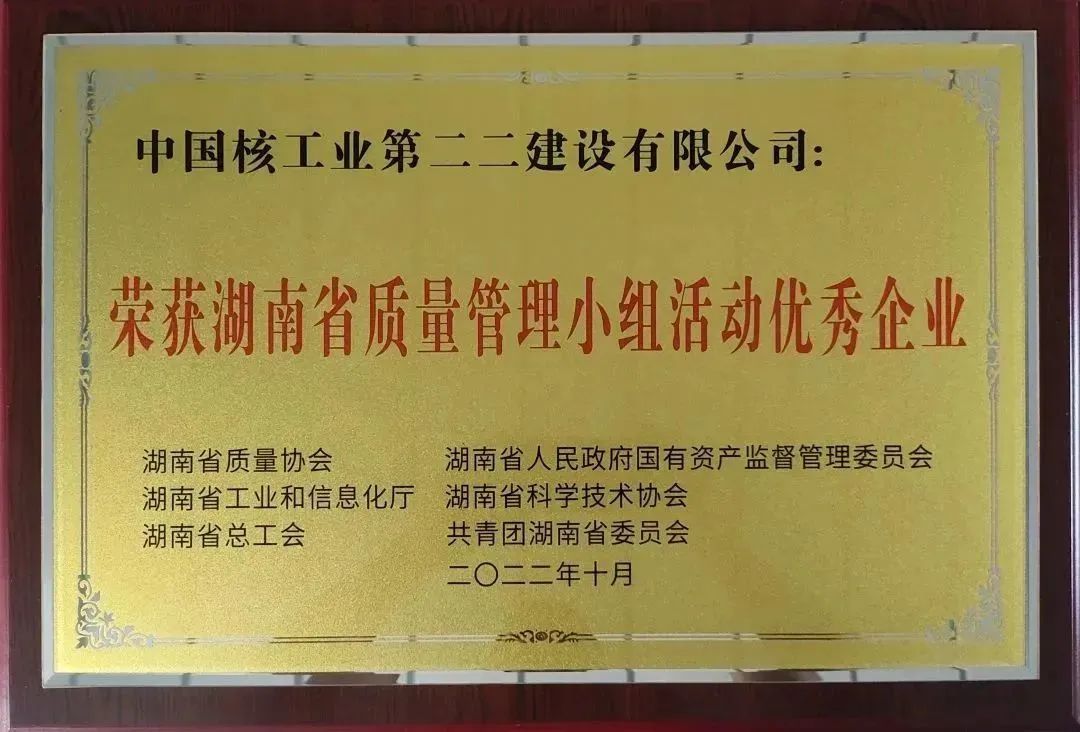 中国核工业第二二建设有限公司:
荣获湖南省质量管理小组活动优秀企业
湖南省质量协会 湖南省人民政府国有资产监督管理委员会
湖南省工业和信息化厅 湖南省科学技术协会
湖南省总工会 共青团湖南省委员会
二〇二二年十月